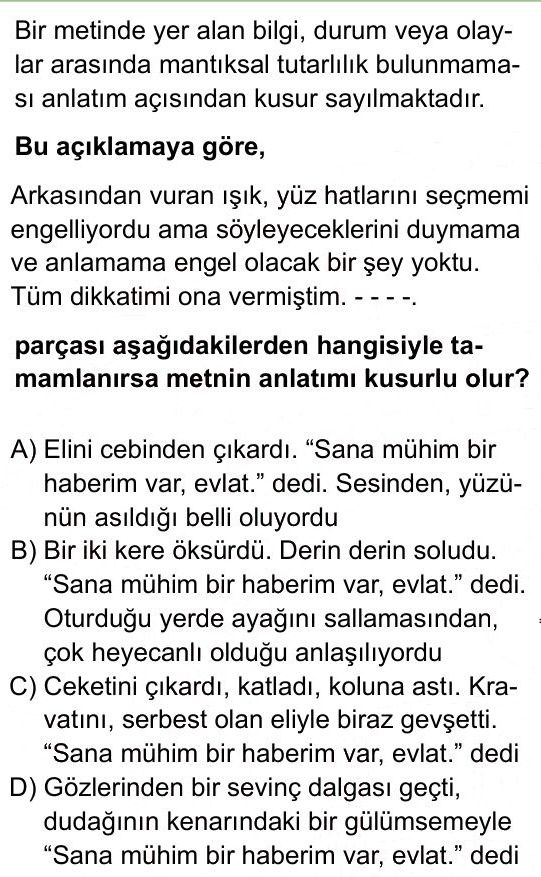 Bir metinde yer alan bilgi, durum veya olay-
lar arasında mantıksal tutarlılık bulunmama-
sı anlatım açısından kusur sayılmaktadır.
Bu açıklamaya göre,
Arkasından vuran ışık, yüz hatlarını seçmemi
engelliyordu ama söyleyeceklerini duymama
ve anlamama engel olacak bir şey yoktu.
Tüm dikkatimi ona vermiştim. - - - -.
parçası aşağıdakilerden hangisiyle ta-
mamlanırsa metnin anlatımı kusurlu olur?
A) Elini cebinden çıkardı. “Sana mühim bir
haberim var, evlat.” dedi. Sesinden, yüzü-
nün asıldığı belli oluyordu
B) Bir iki kere öksürdü. Derin derin soludu.
“Sana mühim bir haberim var, evlat.” dedi.
Oturduğu yerde ayağını sallamasından,
çok heyecanlı olduğu anlaşılıyordu
C) Ceketini çıkardı, katladı, koluna astı. Kra-
vatını, serbest olan eliyle biraz gevşetti.
“Sana mühim bir haberim var, evlat.” dedi
D) Gözlerinden bir sevinç dalgası geçti,
dudağının kenarındaki bir gülümsemeyle
“Sana mühim bir haberim var, evlat.” dedi